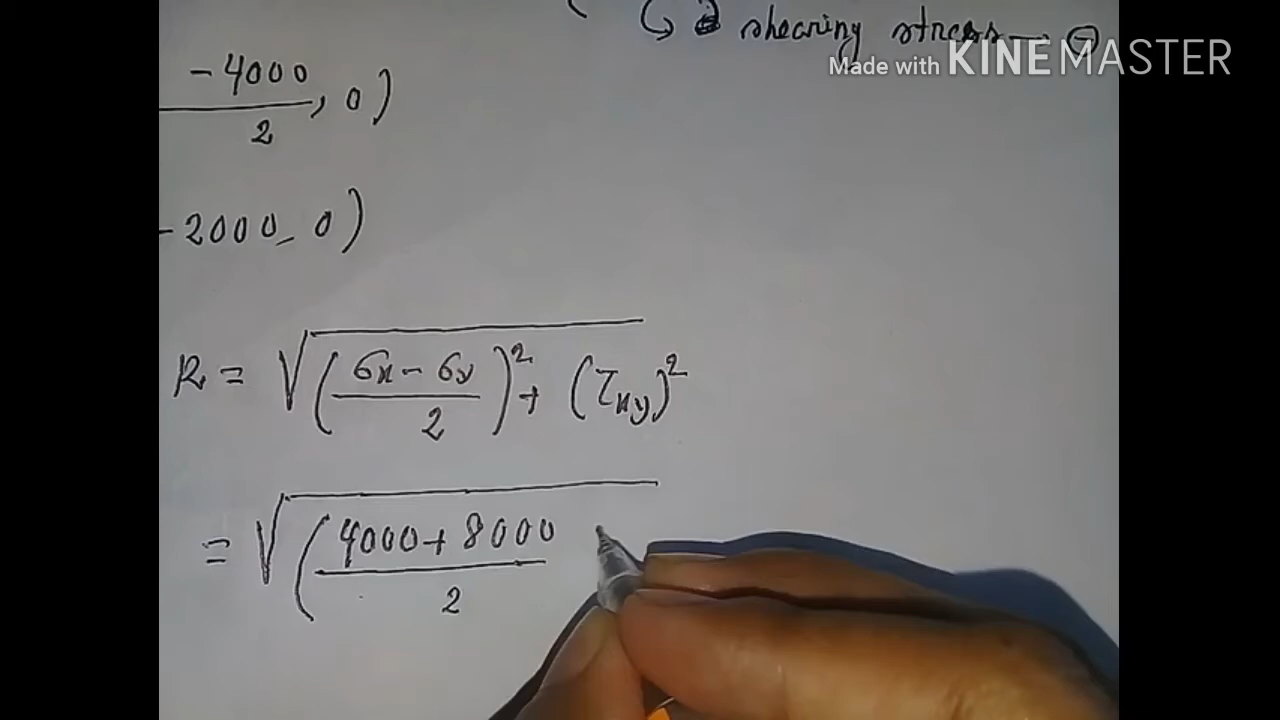 shearing stress → ⊖
Made with KINEMASTER
-4000
/2, 0)
-2000, 0)
R = √((σx - σy)/2)² + (τxy)²
= √((4000 + 8000)/2